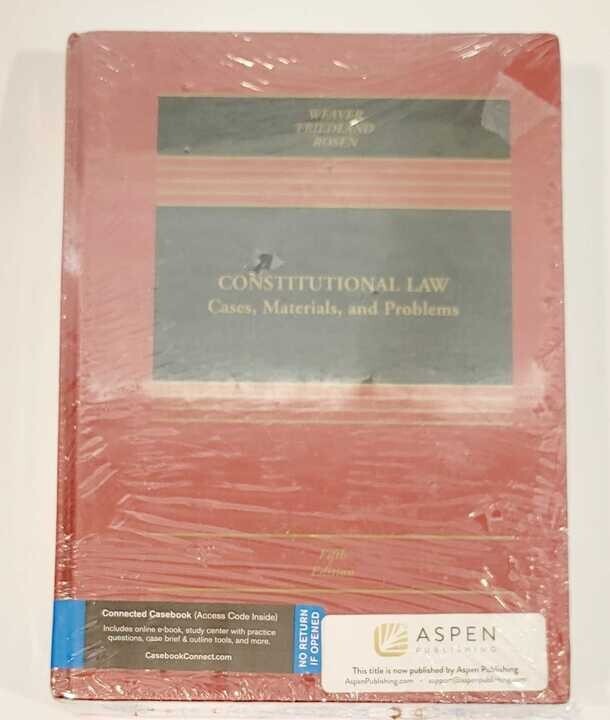 WEAVER
FRIEDLAND
ROSEN
CONSTITUTIONAL LAW
Cases, Materials, and Problems
Fifth
Edition
Connected Casebook (Access Code Inside)
Includes online e-book, study center with practice
questions, case brief & outline tools, and more.
CasebookConnect.com
NO RETURN
IF OPENED
ASPEN
PUBLISHING
This title is now published by Aspen Publishing.
AspenPublishing.com • support@aspenpublishing.com